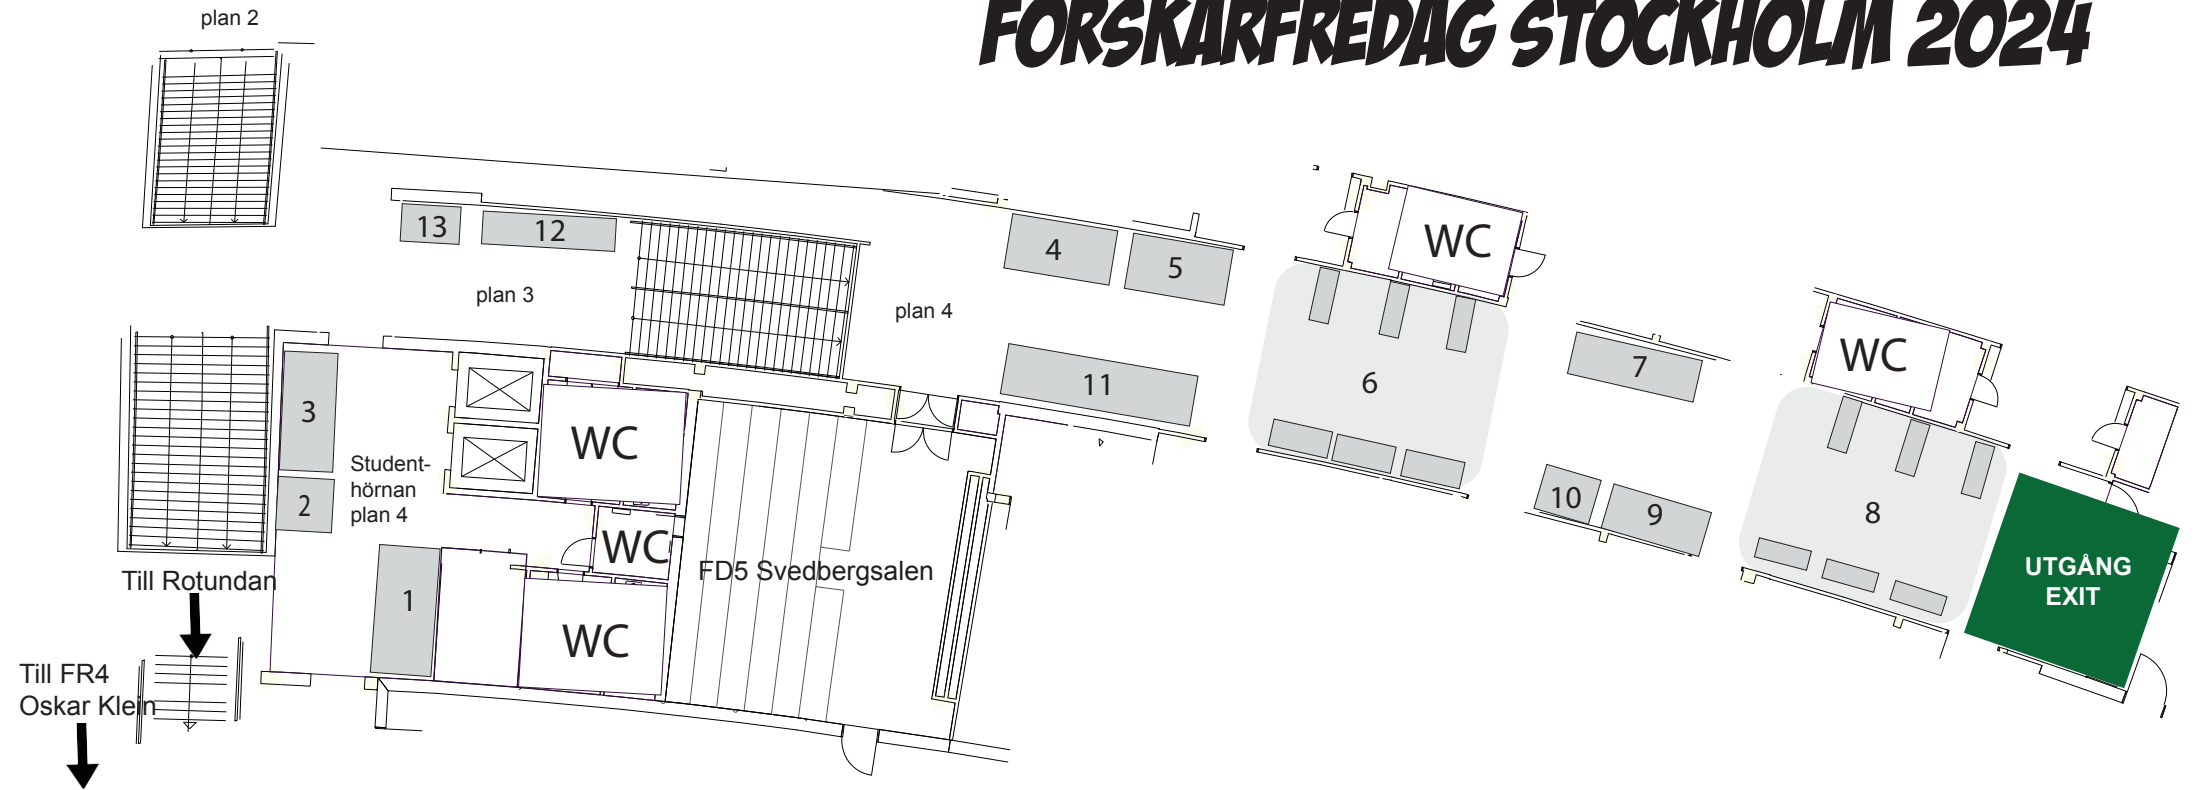 FORSKARFREDAG STOCKHOLM 2024
plan 2
13
12
4
5
WC
plan 3
plan 4
7
WC
6
11
3
WC
Student-
hörnan
plan 4
2
10
9
8
WC
FD5 Svedbergsalen
UTGÅNG
EXIT
Till Rotundan
1
WC
Till FR4
Oskar Klein